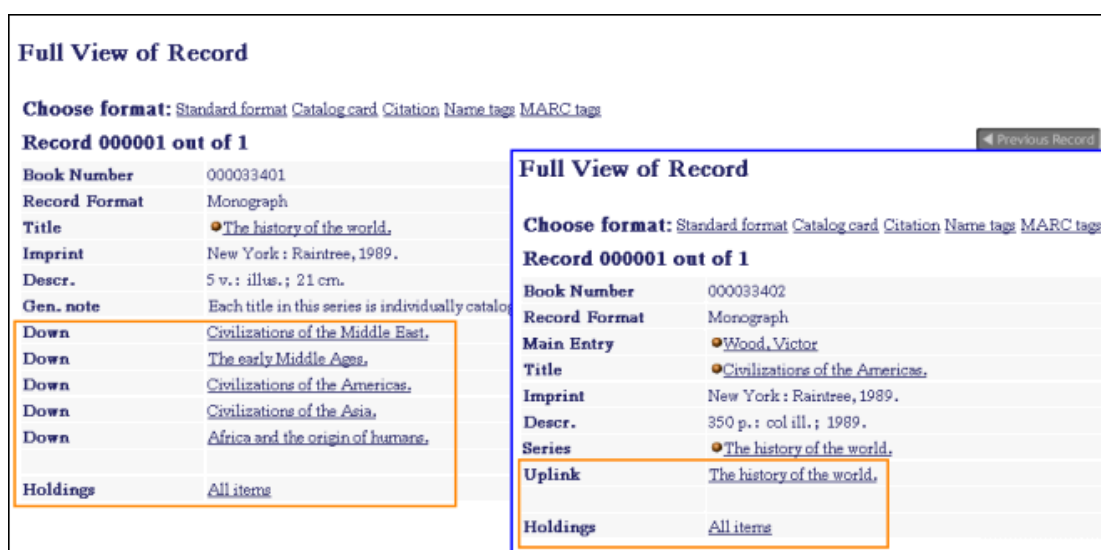 Full View of Record
Choose format: Standard format Catalog card Citation Name tags MARC tags
Record 000001 out of 1
Book Number 000033401
Record Format Monograph
Title The history of the world.
Imprint New York : Raintree, 1989.
Descr. 5 v.: illus.; 21 cm.
Gen. note Each title in this series is individually catalog
Down Civilizations of the Middle East.
Down The early Middle Ages.
Down Civilizations of the Americas.
Down Civilizations of the Asia.
Down Africa and the origin of humans.
Holdings All items
Previous Record
Full View of Record
Choose format: Standard format Catalog card Citation Name tags MARC tags
Record 000001 out of 1
Book Number 000033402
Record Format Monograph
Main Entry Wood, Victor
Title Civilizations of the Americas.
Imprint New York : Raintree, 1989.
Descr. 350 p.: col ill.; 1989.
Series The history of the world.
Uplink The history of the world.
Holdings All items